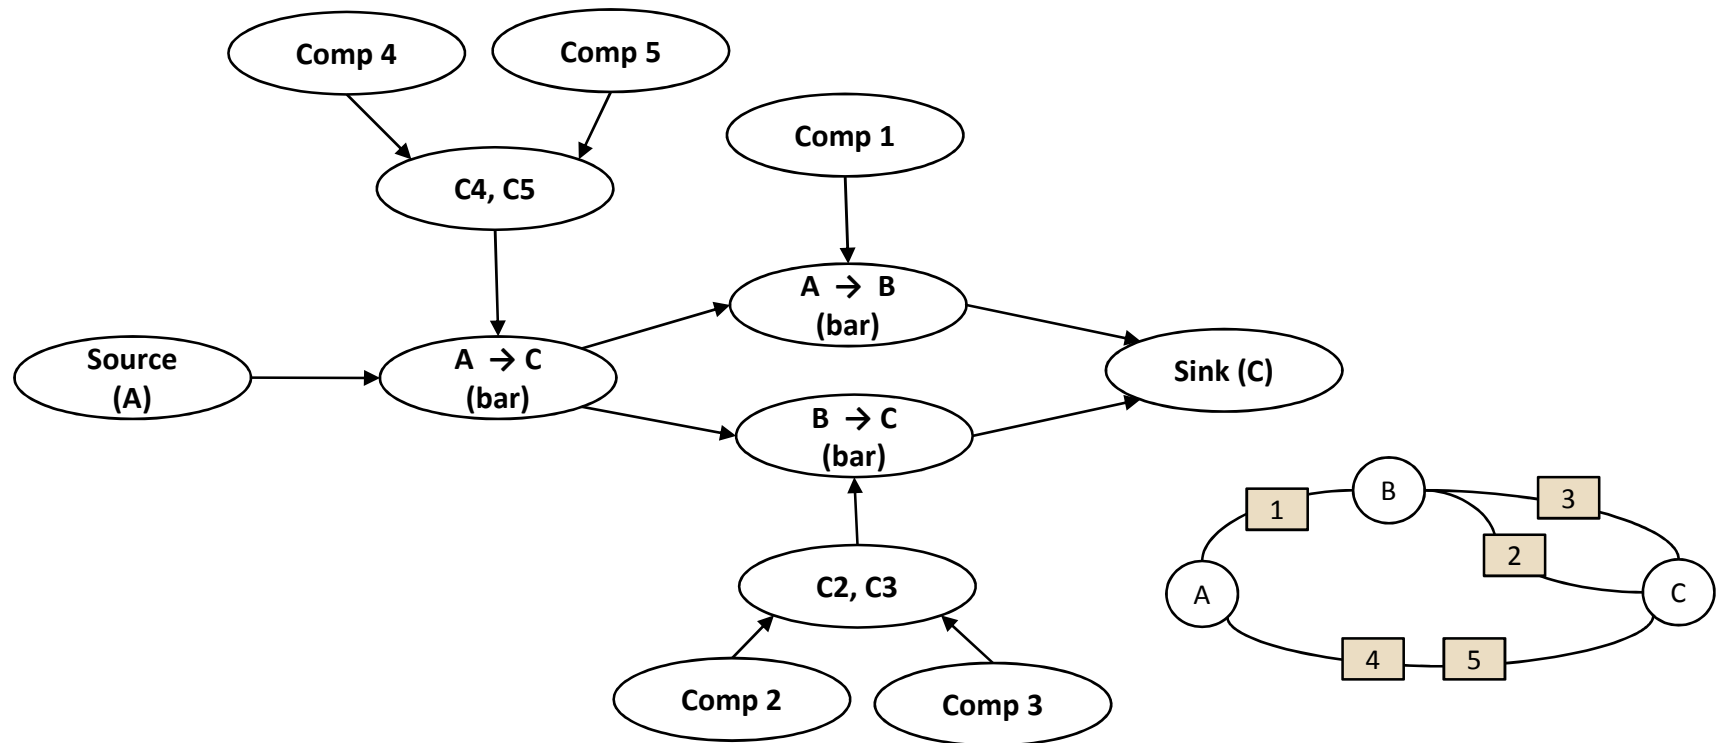 Comp 4
Comp 5
Comp 1
C4, C5
A → B
(bar)
Source
(A)
A → C
(bar)
Sink (C)
B → C
(bar)
C2, C3
Comp 2
Comp 3
B
3
1
2
A
C
4
5